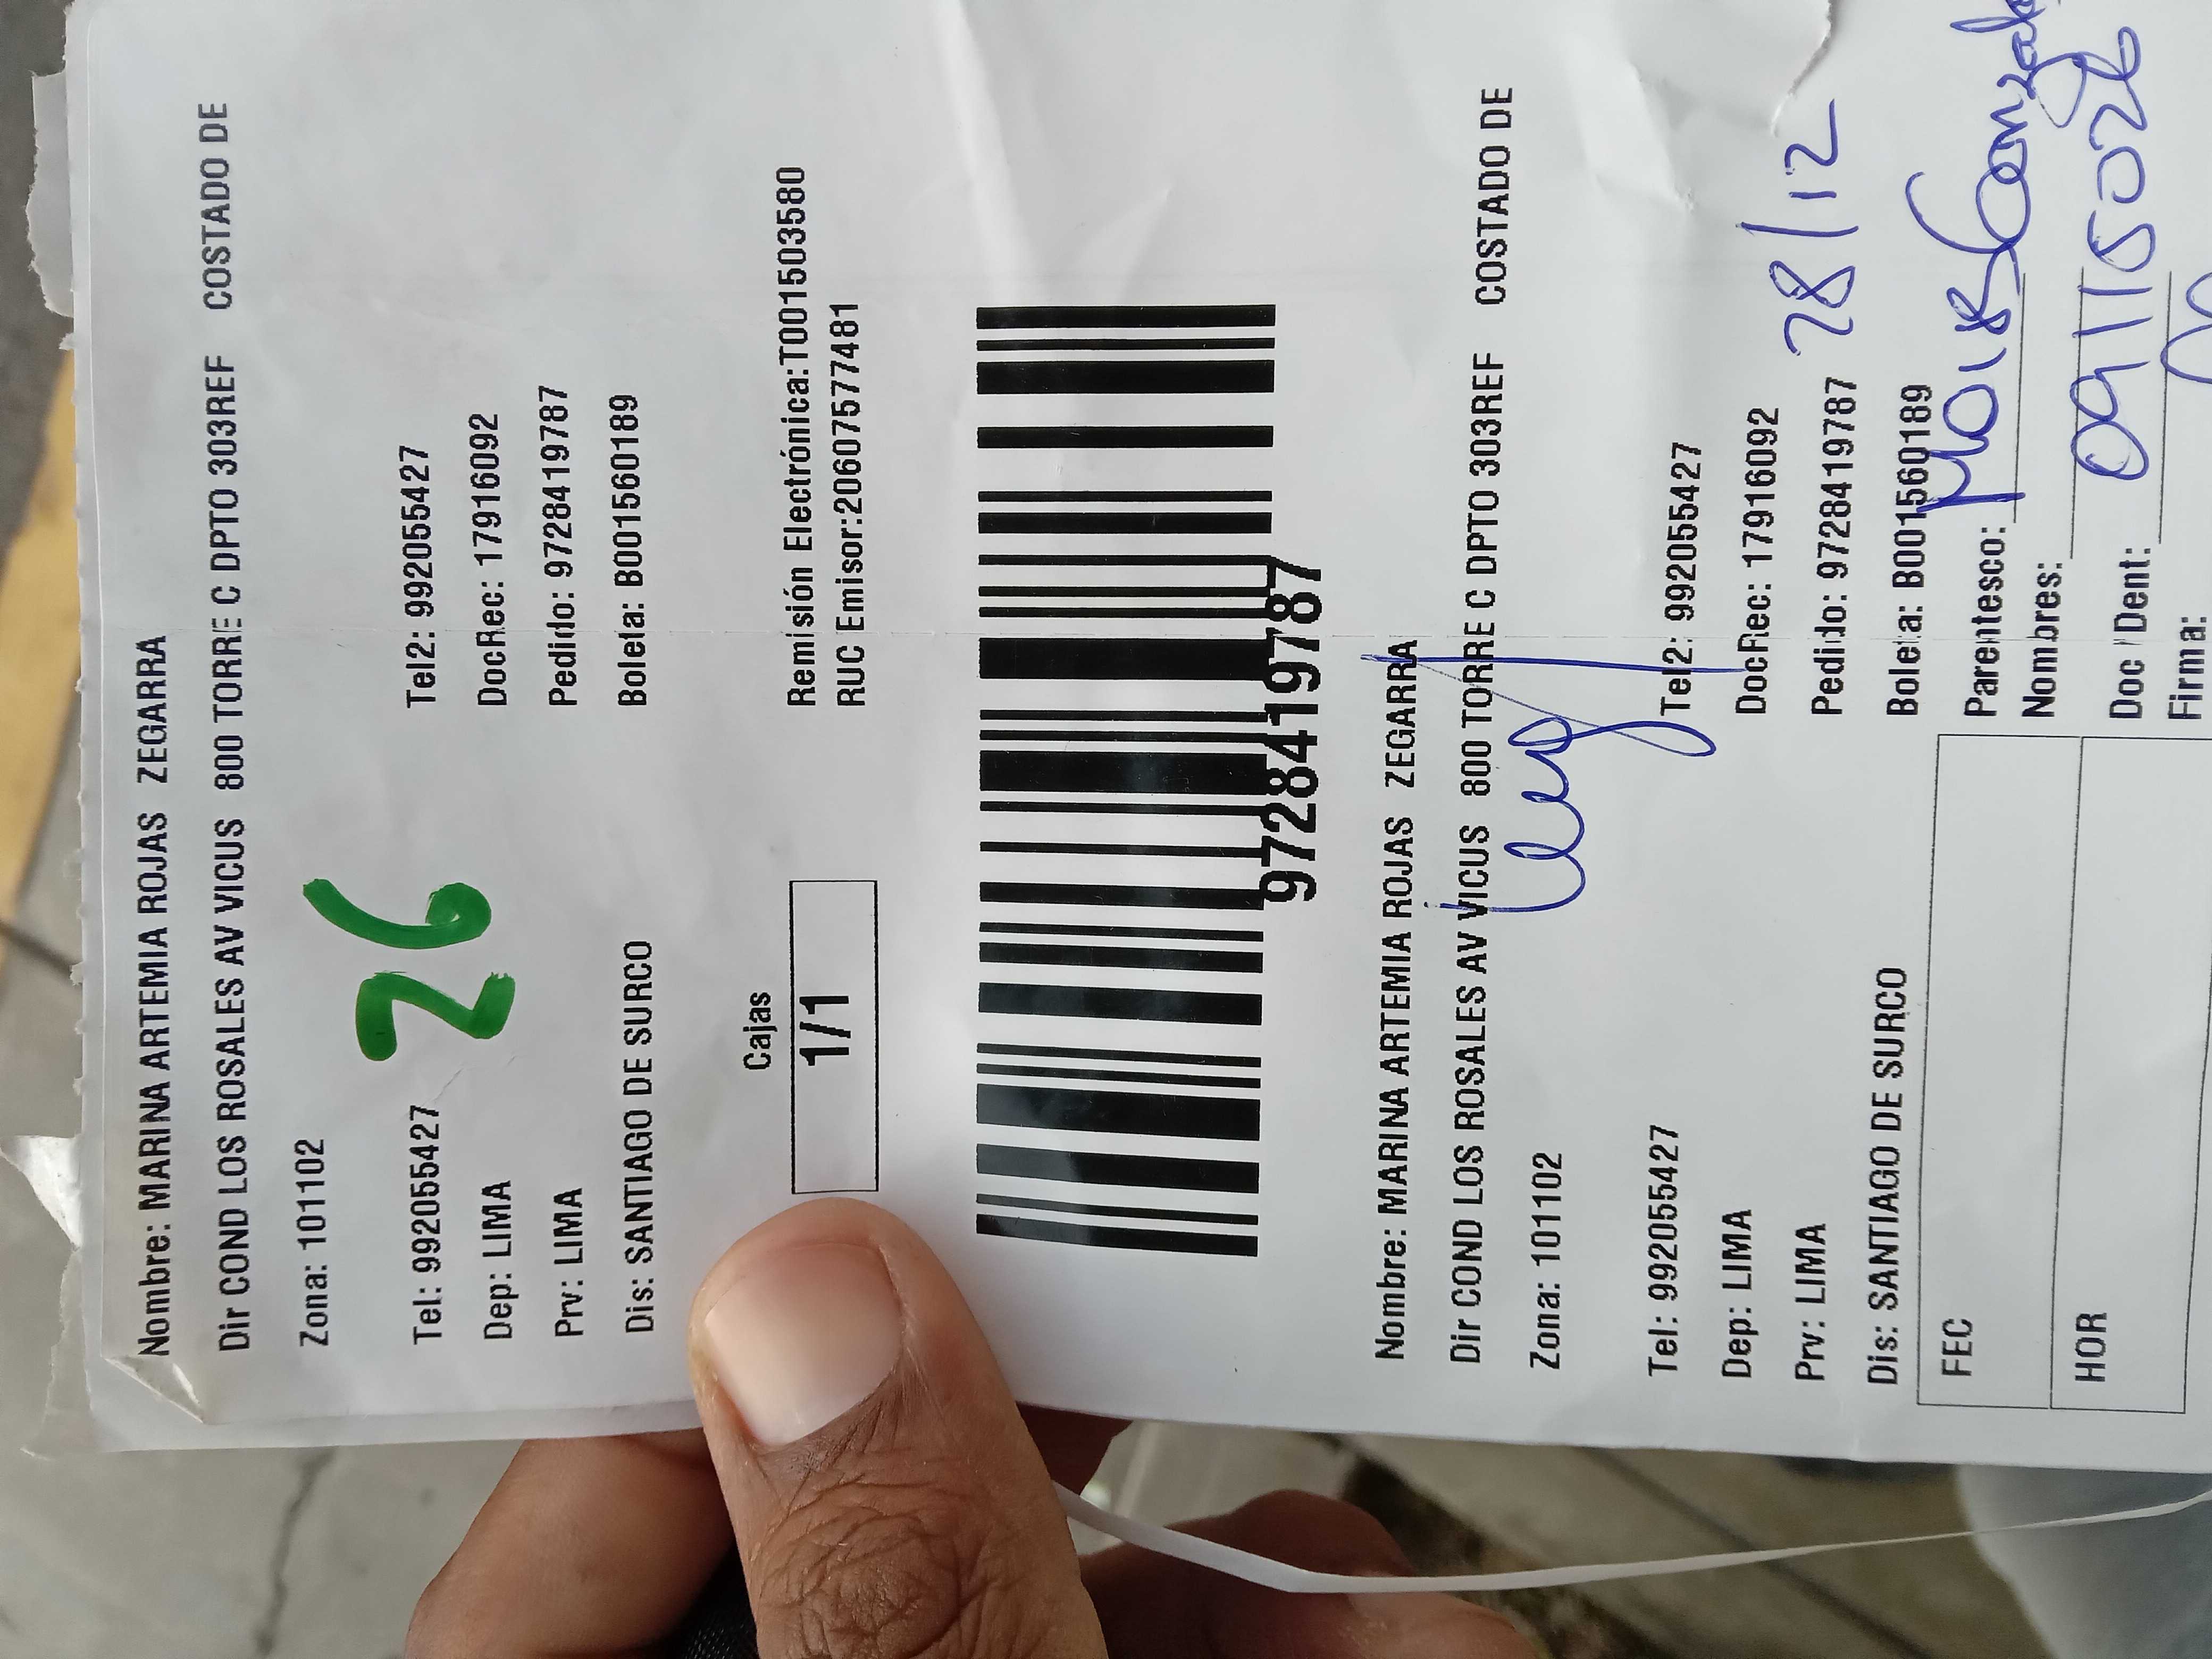 Nombre: MARINA ARTEMIA ROJAS ZEGARRA
Dir COND LOS ROSALES AV VICUS 800 TORRE C DPTO 303REF COSTADO DE
Zona: 101102
26
Tel: 992055427 Tel2: 992055427
Dep: LIMA DocRec: 17916092
Prv: LIMA Pedido: 97284197​87
Dis: SANTIAGO DE SURCO Boleta: B001560189
Cajas
1/1
Remisión Electrónica:T001503580
RUC Emisor:20607577481
9728419787
Nombre: MARINA ARTEMIA ROJAS ZEGARRA
Dir COND LOS ROSALES AV VICUS 800 TORRE C DPTO 303REF COSTADO DE
Zona: 101102
Tel: 992055427 Tel2: 992055427
Dep: LIMA DocRec: 17916092
Prv: LIMA Pedido: 9728419787 28/12
Dis: SANTIAGO DE SURCO Boleta: B001560189
FEC
Parentesco:
Nombres:
HOR
Doc Dent: 09115026
Firma: